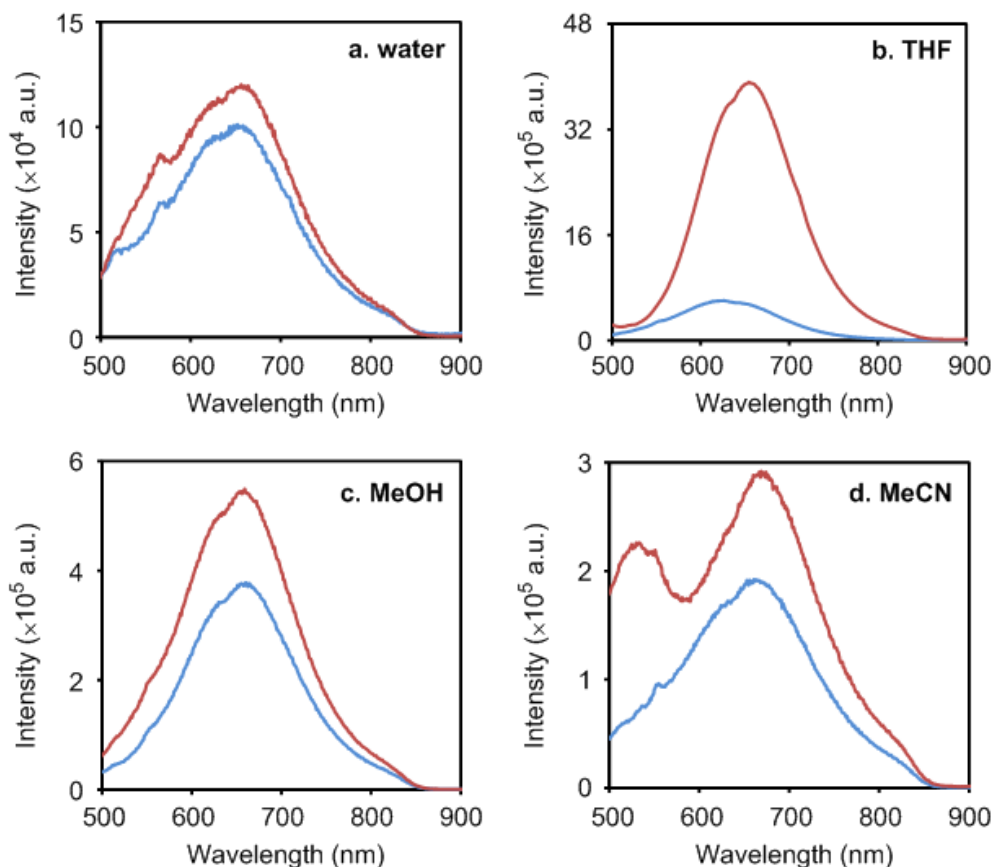 a. water
Intensity (×10⁴ a.u.)
15
10
5
0
500 600 700 800 900
Wavelength (nm)
b. THF
Intensity (×10⁵ a.u.)
48
32
16
0
500 600 700 800 900
Wavelength (nm)
c. MeOH
Intensity (×10⁵ a.u.)
6
4
2
0
500 600 700 800 900
Wavelength (nm)
d. MeCN
Intensity (×10⁵ a.u.)
3
2
1
0
500 600 700 800 900
Wavelength (nm)